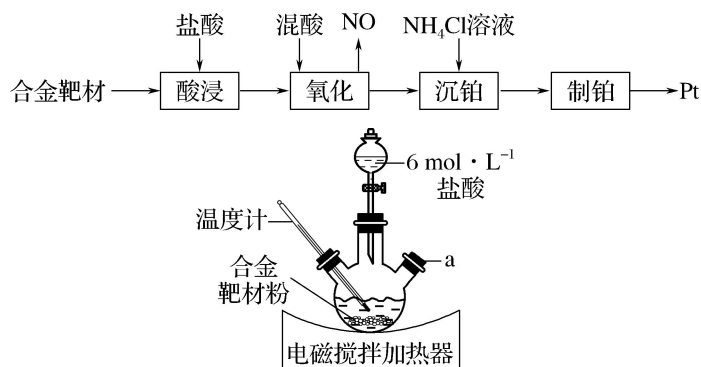 盐酸 混酸 NO NH₄Cl溶液
合金靶材 酸浸 氧化 沉铂 制铂 Pt
6 mol·L⁻¹
盐酸
温度计
a
合金
靶材粉
电磁搅拌加热器